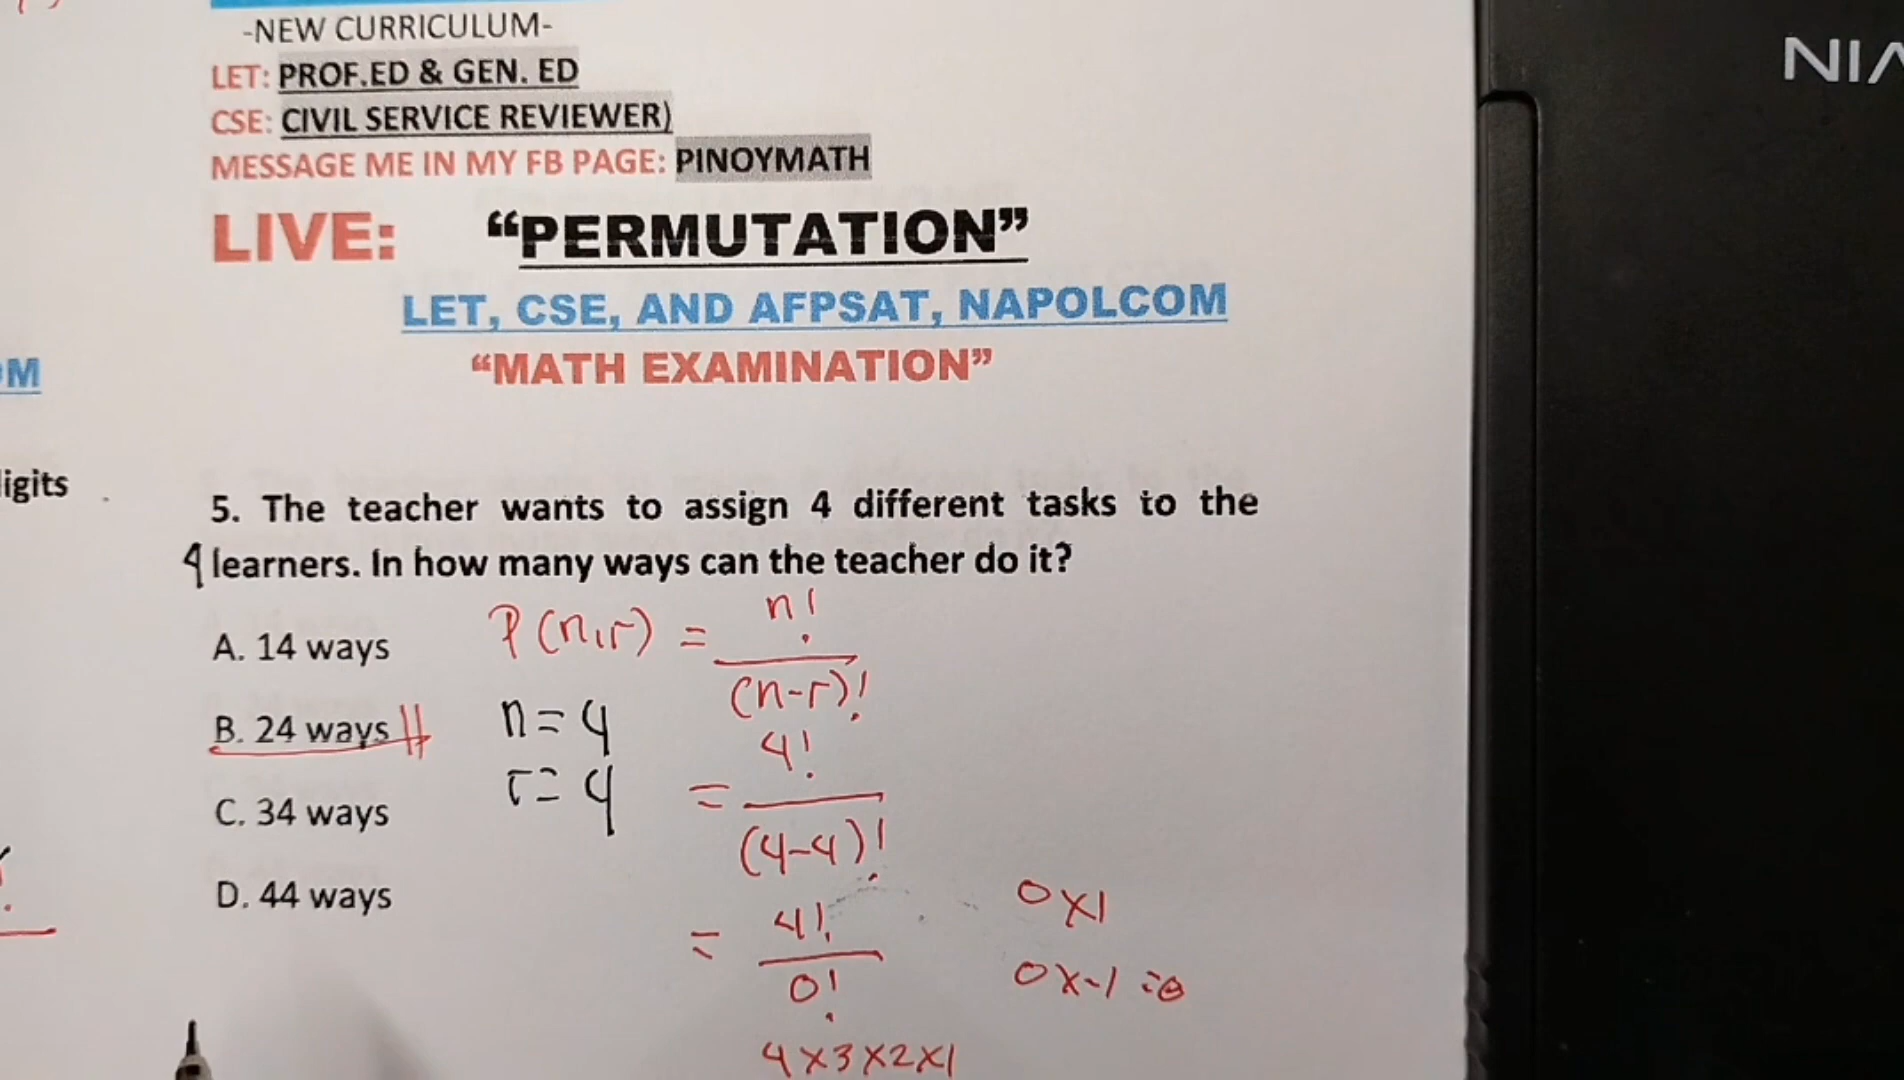 -NEW CURRICULUM-
LET: PROF.ED & GEN. ED
CSE: CIVIL SERVICE REVIEWER)
MESSAGE ME IN MY FB PAGE: PINOYMATH
LIVE: “PERMUTATION”
LET, CSE, AND AFPSAT, NAPOLCOM
“MATH EXAMINATION”
5. The teacher wants to assign 4 different tasks to the
4 learners. In how many ways can the teacher do it?
A. 14 ways
B. 24 ways
C. 34 ways
D. 44 ways
P(n,r) = n! / (n-r)!
n = 4
r = 4
= 4! / (4-4)!
= 4! / 0!
4x3x2x1
0x1
0x-1=0
M
igits